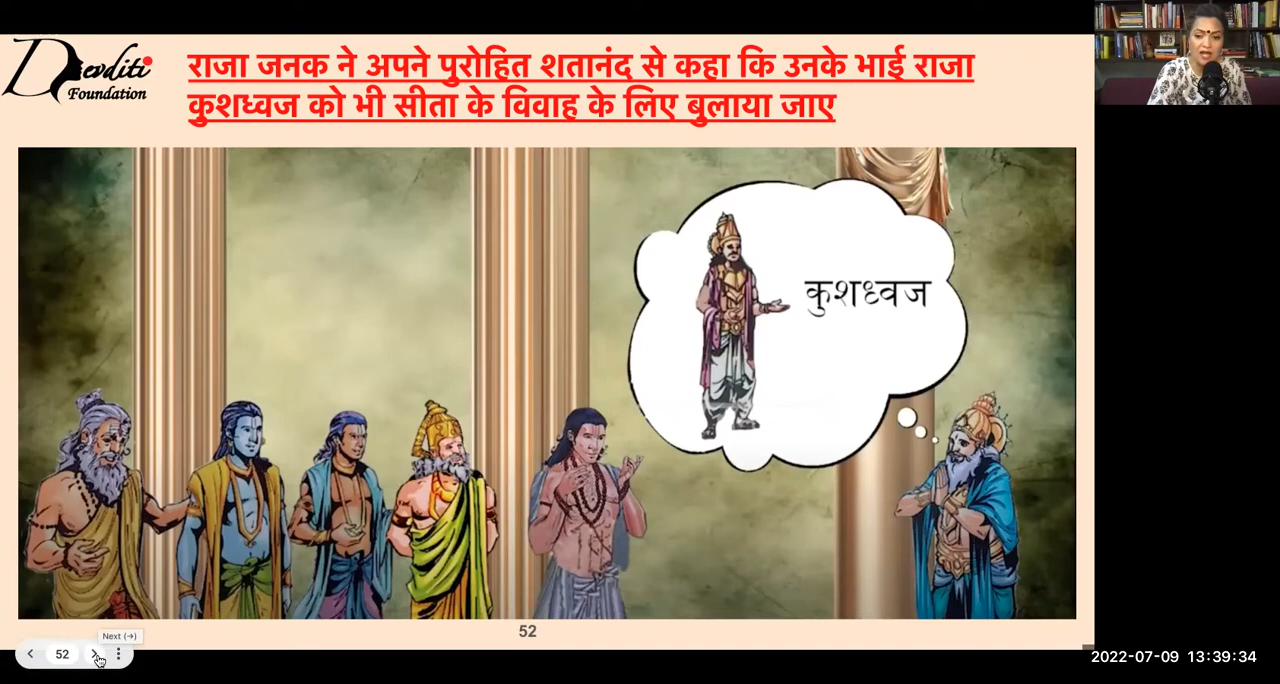 Devditi
Foundation
राजा जनक ने अपने पुरोहित शतानंद से कहा कि उनके भाई राजा
कुशध्वज को भी सीता के विवाह के लिए बुलाया जाए
कुशध्वज
52
Next (→)
52
2022-07-09 13:39:34